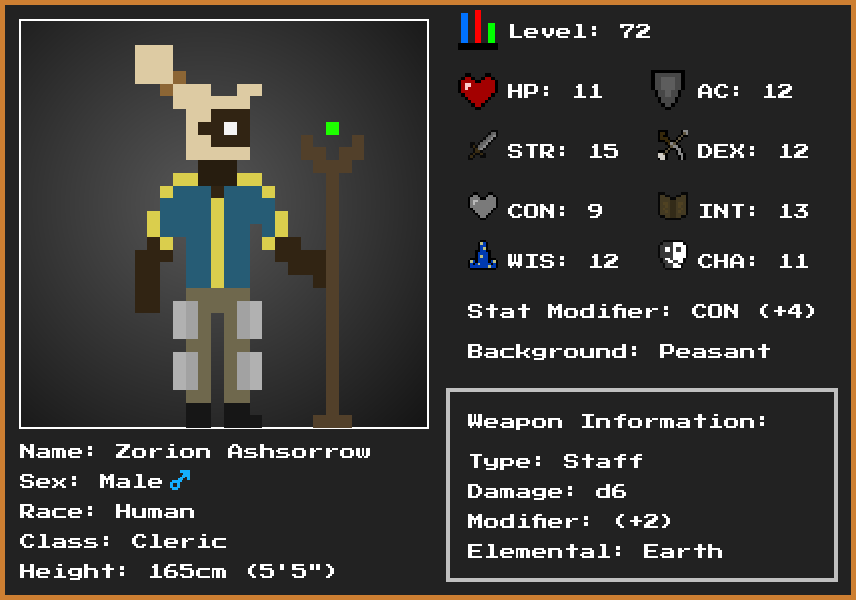 Level: 72
HP: 11
AC: 12
STR: 15
DEX: 12
CON: 9
INT: 13
WIS: 12
CHA: 11
Stat Modifier: CON (+4)
Background: Peasant
Weapon Information:
Type: Staff
Damage: d6
Modifier: (+2)
Elemental: Earth
Name: Zorion Ashsorrow
Sex: Male♂
Race: Human
Class: Cleric
Height: 165cm (5'5")